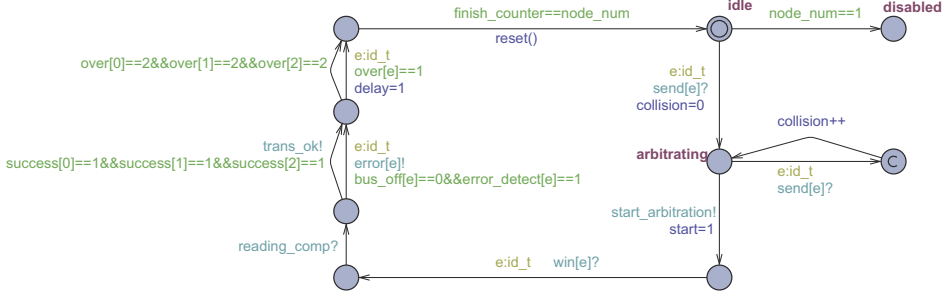 idle
disabled
finish_counter==node_num
node_num==1
reset()
over[0]==2&&over[1]==2&&over[2]==2
e:id_t
over[e]==1
delay=1
e:id_t
send[e]?
collision=0
collision++
trans_ok!
success[0]==1&&success[1]==1&&success[2]==1
e:id_t
error[e]!
bus_off[e]==0&&error_detect[e]==1
arbitrating
C
e:id_t
send[e]?
start_arbitration!
start=1
reading_comp?
e:id_t win[e]?